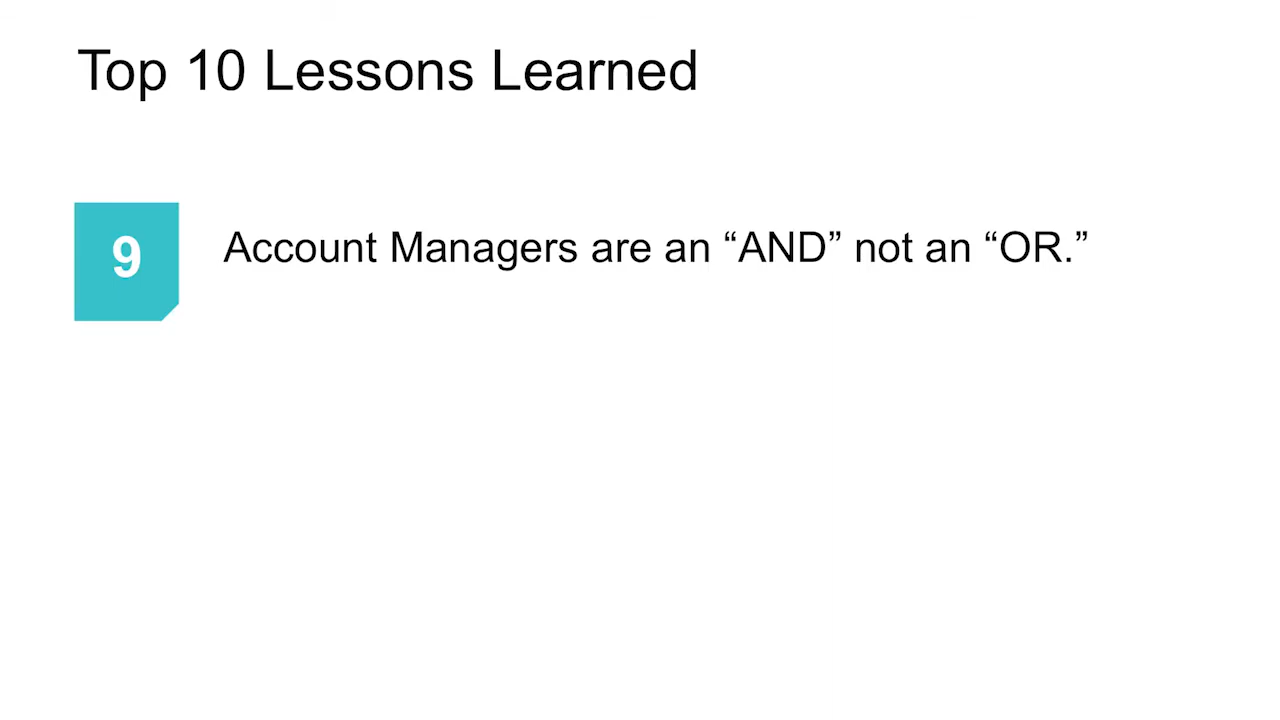 Top 10 Lessons Learned
9
Account Managers are an “AND” not an “OR.”